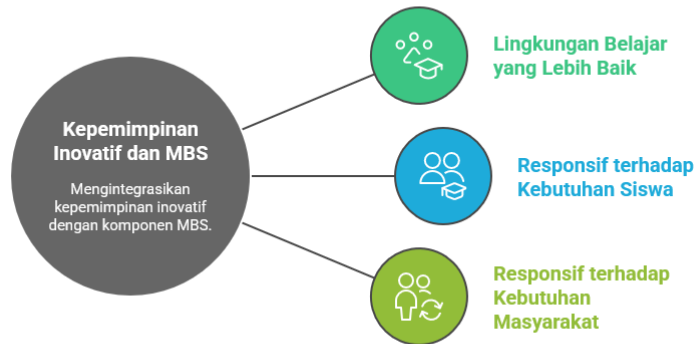 Kepemimpinan
Inovatif dan MBS
Mengintegrasikan
kepemimpinan inovatif
dengan komponen MBS.
Lingkungan Belajar
yang Lebih Baik
Responsif terhadap
Kebutuhan Siswa
Responsif terhadap
Kebutuhan
Masyarakat